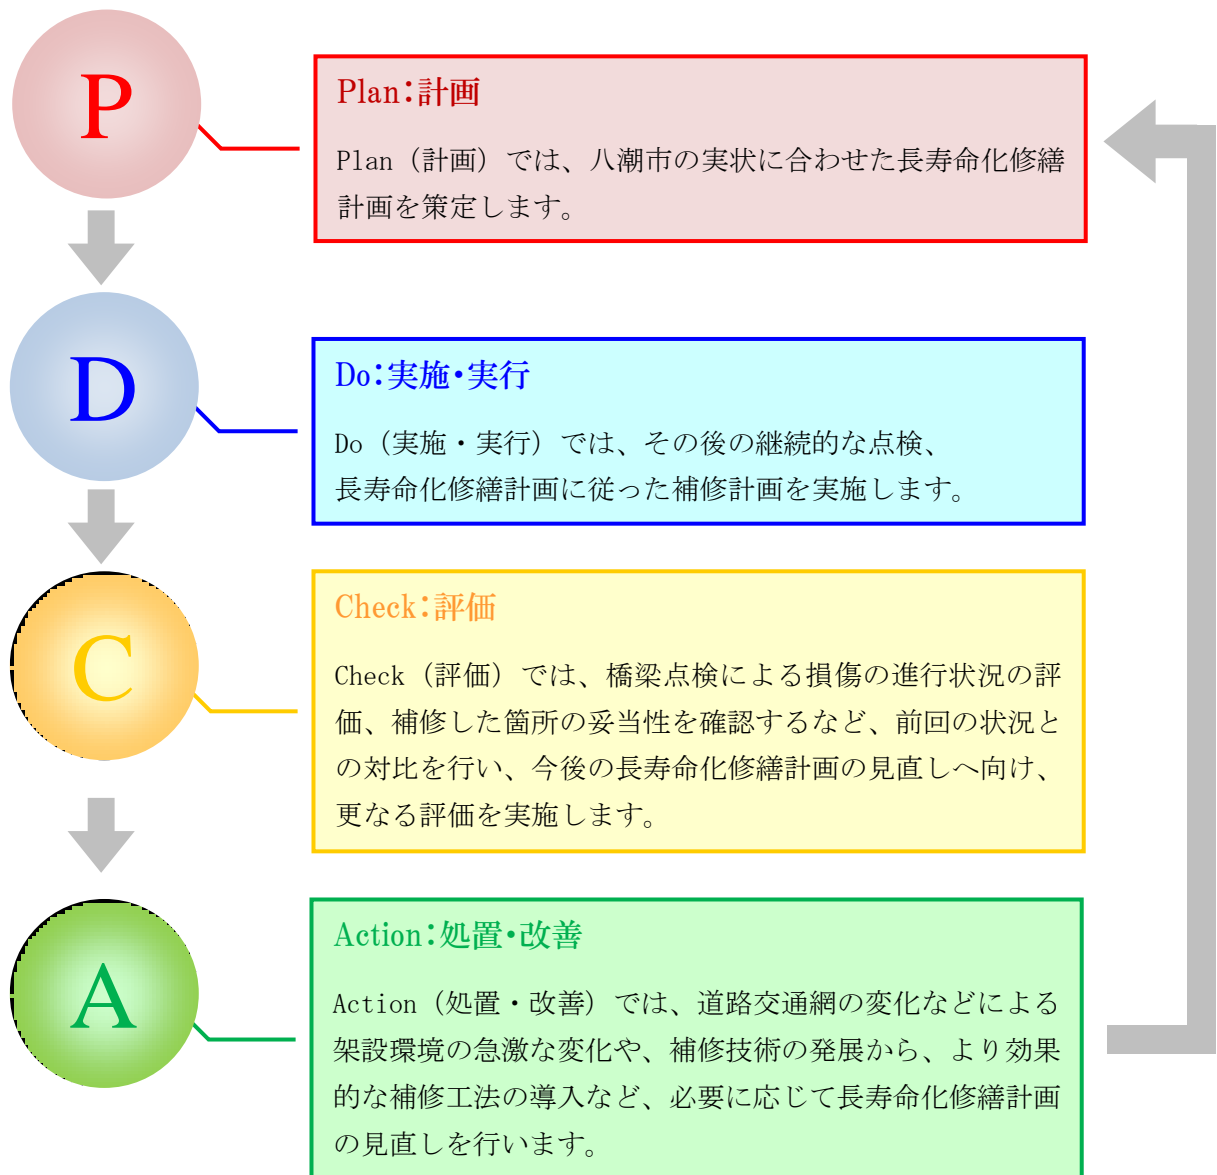 P
Plan：計画
Plan（計画）では、八潮市の実状に合わせた長寿命化修繕
計画を策定します。
D
Do：実施・実行
Do（実施・実行）では、その後の継続的な点検、
長寿命化修繕計画に従った補修計画を実施します。
C
Check：評価
Check（評価）では、橋梁点検による損傷の進行状況の評
価、補修した箇所の妥当性を確認するなど、前回の状況と
の対比を行い、今後の長寿命化修繕計画の見直しへ向け、
更なる評価を実施します。
A
Action：処置・改善
Action（処置・改善）では、道路交通網の変化などによる
架設環境の急激な変化や、補修技術の発展から、より効果
的な補修工法の導入など、必要に応じて長寿命化修繕計画
の見直しを行います。